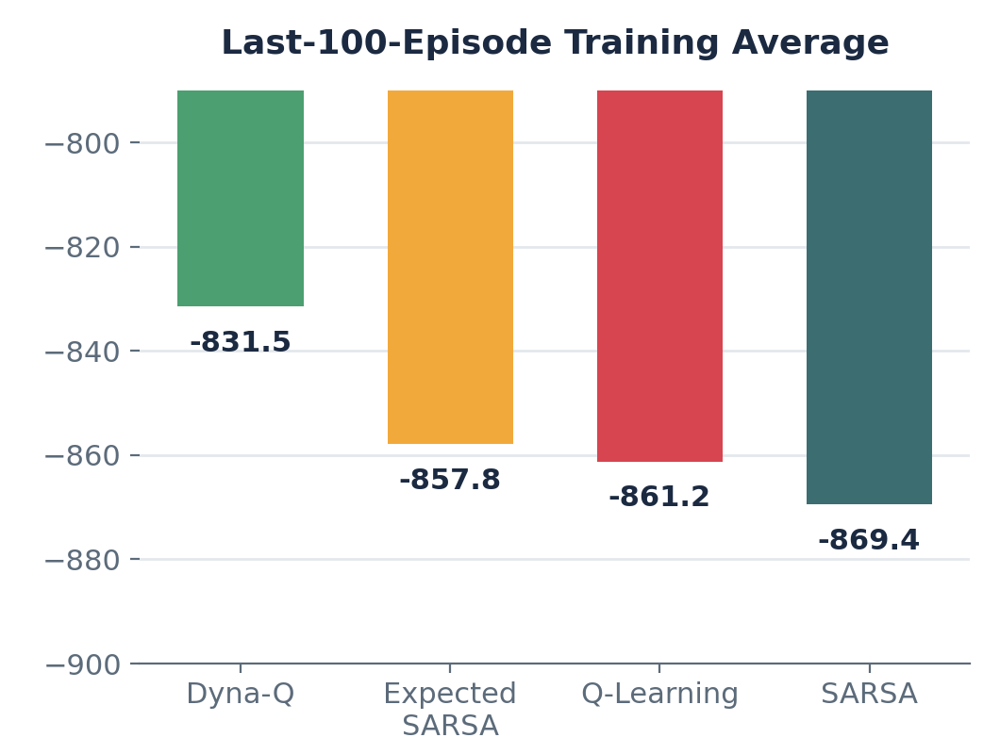 Last-100-Episode Training Average
−800
−820
−840
−860
−880
−900
-831.5
-857.8
-861.2
-869.4
Dyna-Q
Expected
SARSA
Q-Learning
SARSA